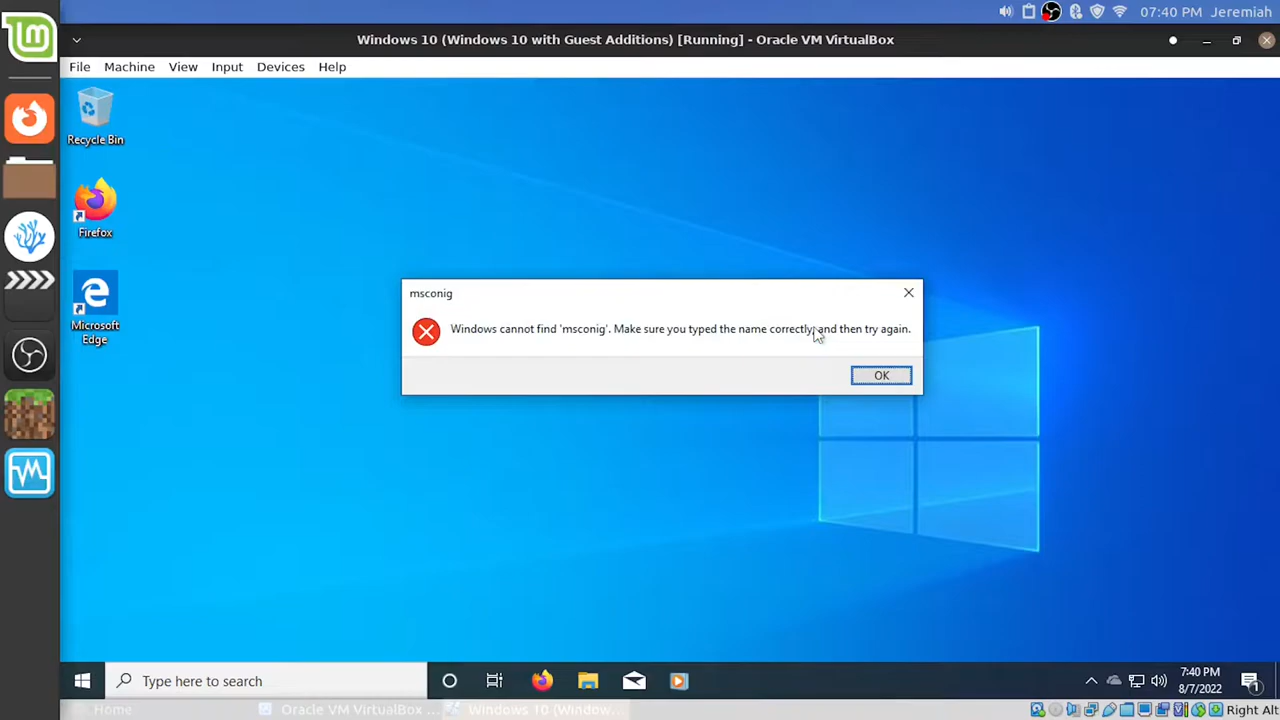 07:40 PM Jeremiah
Windows 10 (Windows 10 with Guest Additions) [Running] - Oracle VM VirtualBox
File Machine View Input Devices Help
Recycle Bin
Firefox
Microsoft
Edge
msconig
Windows cannot find 'msconig'. Make sure you typed the name correctly, and then try again.
OK
Type here to search
7:40 PM
8/7/2022
1
Home
Oracle VM VirtualBox ...
Windows 10 (Window...
Right Alt